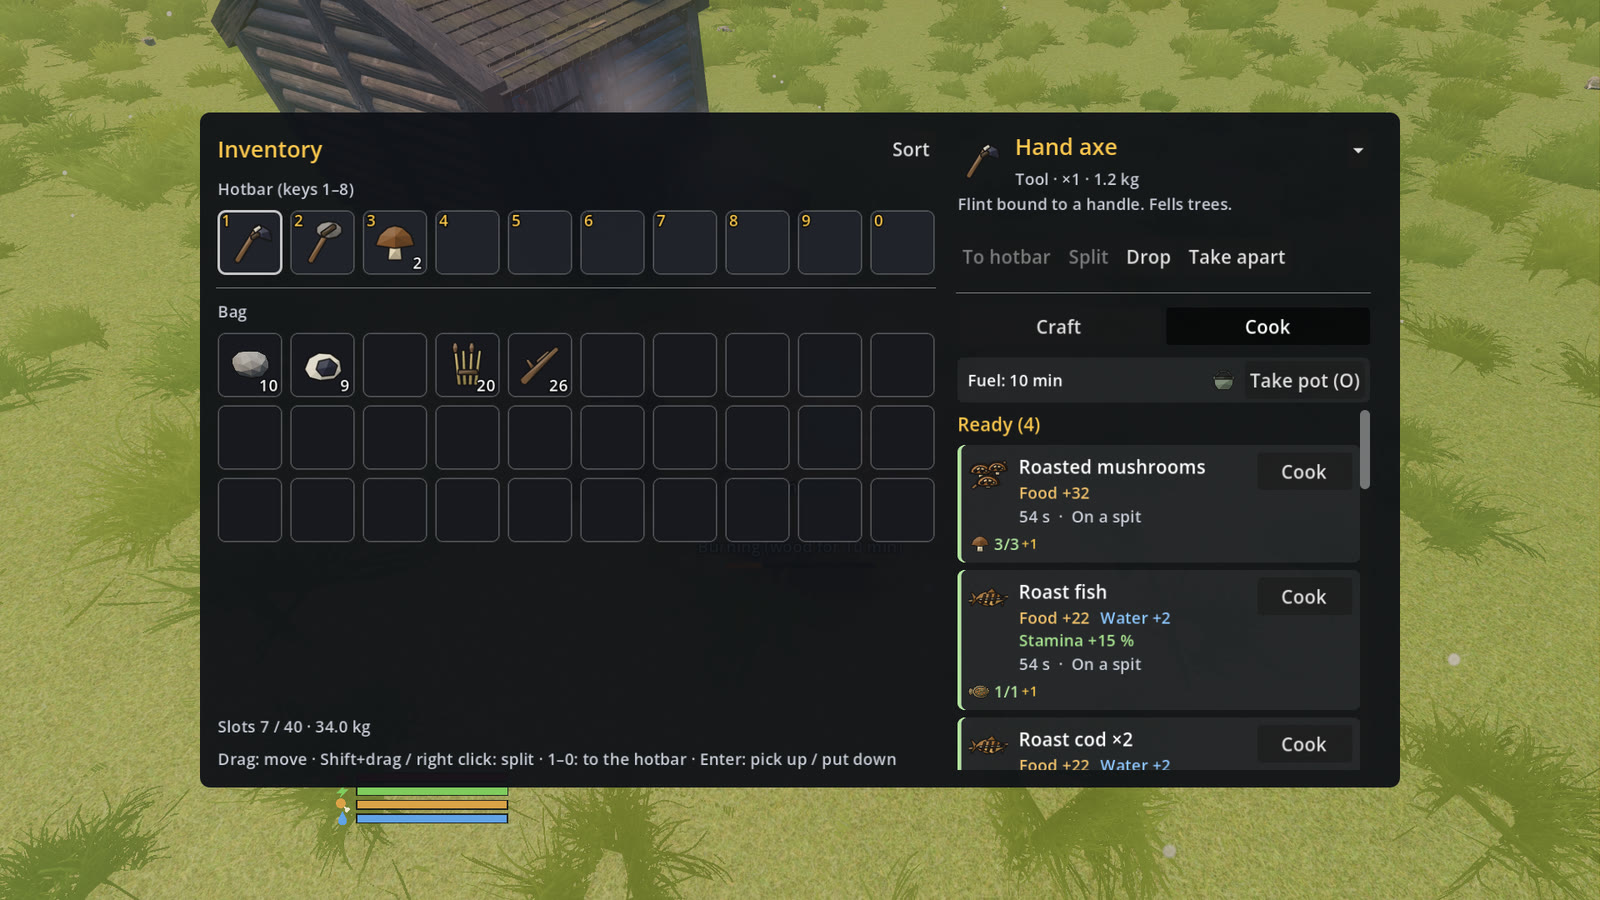 Inventory
Sort
Hotbar (keys 1–8)
1
2
3
2
4
5
6
7
8
9
0
Bag
10
9
20
26
Burning (wood for 10 min)
Slots 7 / 40 · 34.0 kg
Drag: move · Shift+drag / right click: split · 1–0: to the hotbar · Enter: pick up / put down
Hand axe
Tool · ×1 · 1.2 kg
Flint bound to a handle. Fells trees.
To hotbar Split Drop Take apart
Craft Cook
Fuel: 10 min Take pot (O)
Ready (4)
Roasted mushrooms
Cook
Food +32
54 s · On a spit
3/3 +1
Roast fish
Cook
Food +22 Water +2
Stamina +15 %
54 s · On a spit
1/1 +1
Roast cod ×2
Cook
Food +22 Water +2